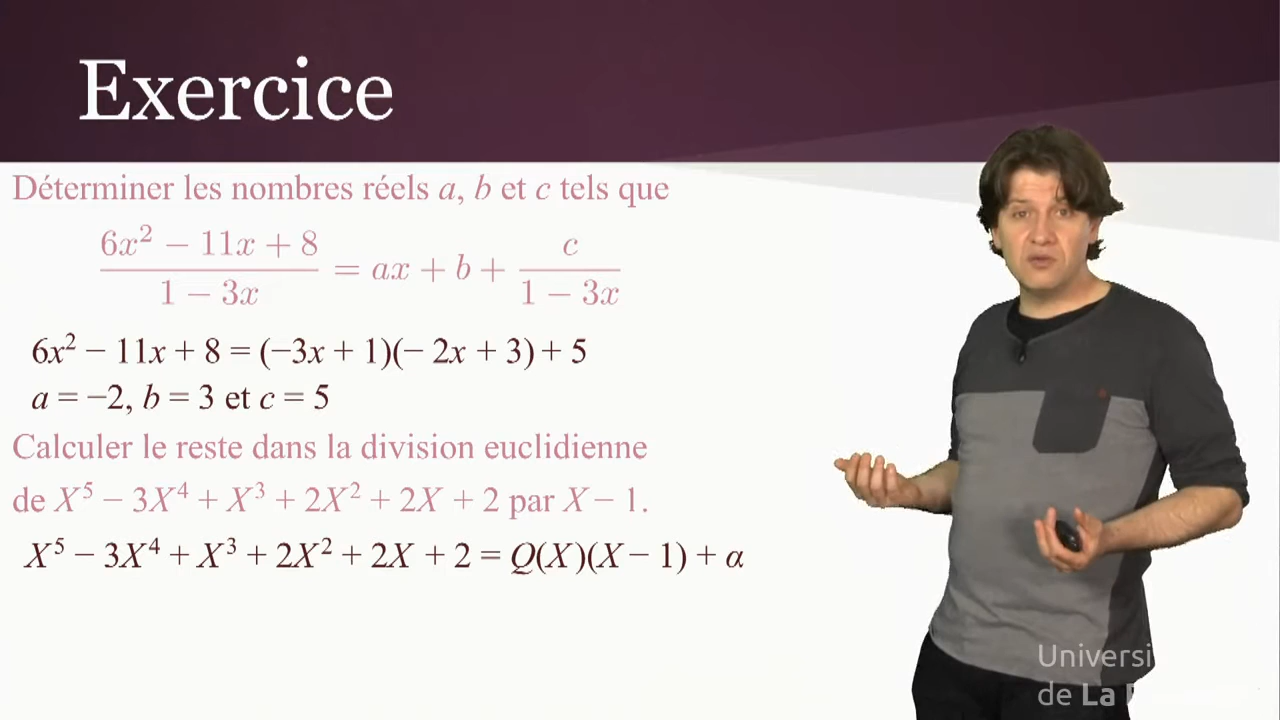 Exercice
Déterminer les nombres réels a, b et c tels que
(6x² − 11x + 8)/(1 − 3x) = ax + b + c/(1 − 3x)
6x² − 11x + 8 = (−3x + 1)(− 2x + 3) + 5
a = −2, b = 3 et c = 5
Calculer le reste dans la division euclidienne
de X⁵ − 3X⁴ + X³ + 2X² + 2X + 2 par X − 1.
X⁵ − 3X⁴ + X³ + 2X² + 2X + 2 = Q(X)(X − 1) + α
Universi
de La